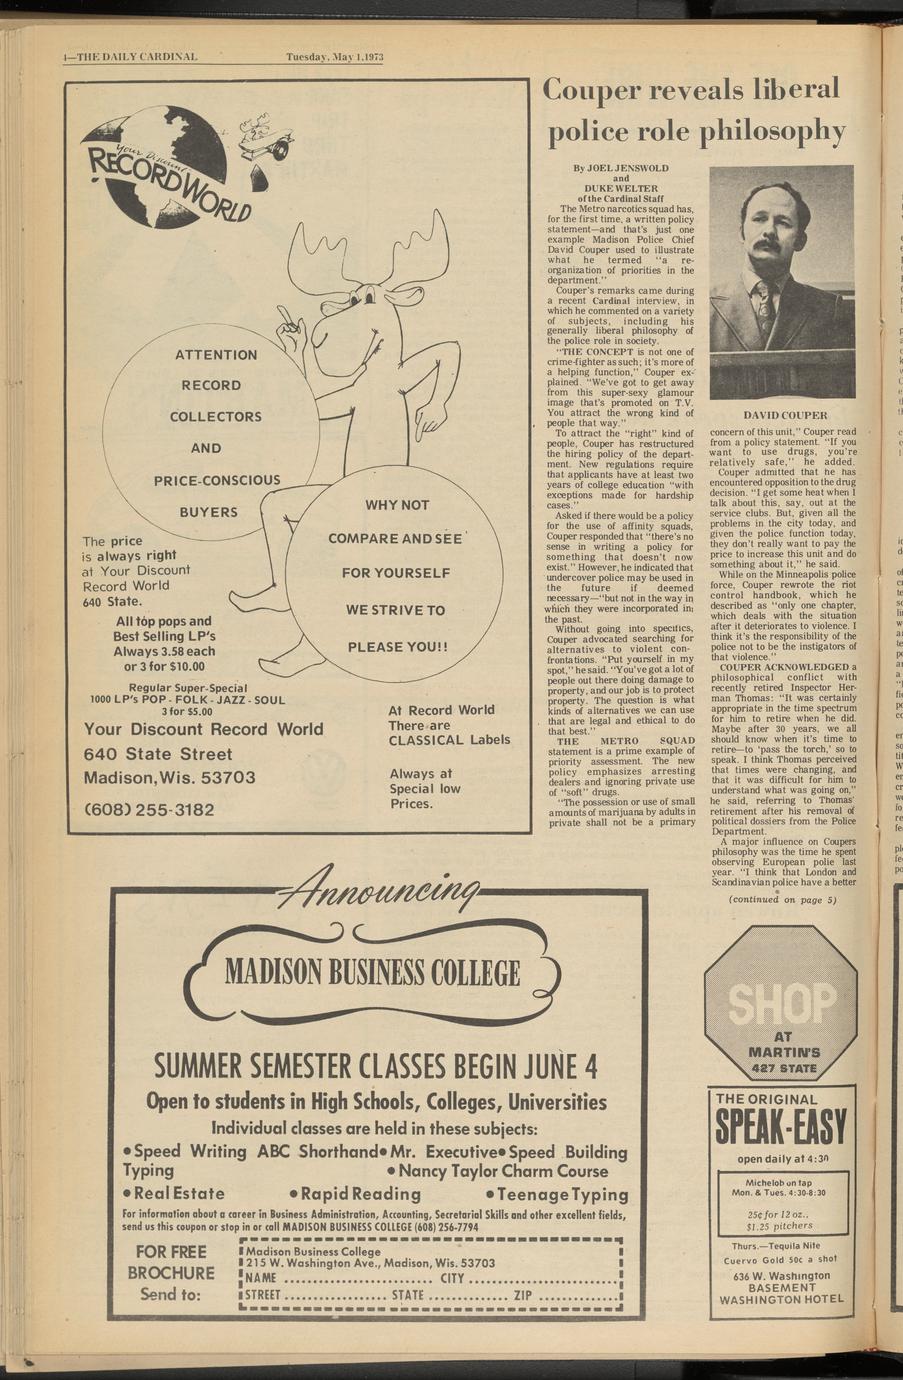 4—THE DAILY CARDINAL Tuesday, May 1, 1973
Your Discount
RECORD WORLD
ATTENTION
RECORD
COLLECTORS
AND
PRICE-CONSCIOUS
BUYERS
WHY NOT
COMPARE AND SEE
FOR YOURSELF
WE STRIVE TO
PLEASE YOU!!
The price
is always right
at Your Discount
Record World
640 State.
All top pops and
Best Selling LP's
Always 3.58 each
or 3 for $10.00
Regular Super-Special
1000 LP's POP - FOLK - JAZZ - SOUL
3 for $5.00
Your Discount Record World
640 State Street
Madison, Wis. 53703
(608) 255-3182
At Record World
There are
CLASSICAL Labels
Always at
Special low
Prices.
Couper reveals liberal
police role philosophy
By JOEL JENSWOLD
and
DUKE WELTER
of the Cardinal Staff
The Metro narcotics squad has,
for the first time, a written policy
statement—and that's just one
example Madison Police Chief
David Couper used to illustrate
what he termed "a re-
organization of priorities in the
department."
Couper's remarks came during
a recent Cardinal interview, in
which he commented on a variety
of subjects, including his
generally liberal philosophy of
the police role in society.
"THE CONCEPT is not one of
crime-fighter as such; it's more of
a helping function," Couper ex-
plained. "We've got to get away
from this super-sexy glamour
image that's promoted on T.V.
You attract the wrong kind of
people that way."
To attract the "right" kind of
people, Couper has restructured
the hiring policy of the depart-
ment. New regulations require
that applicants have at least two
years of college education "with
exceptions made for hardship
cases."
Asked if there would be a policy
for the use of affinity squads,
Couper responded that "there's no
sense in writing a policy for
something that doesn't now
exist." However, he indicated that
undercover police may be used in
the future if deemed
necessary—"but not in the way in
which they were incorporated in
the past.
Without going into specifics,
Couper advocated searching for
alternatives to violent con-
frontations. "Put yourself in my
spot," he said. "You've got a lot of
people out there doing damage to
property, and our job is to protect
property. The question is what
kinds of alternatives we can use
that are legal and ethical to do
that best."
THE METRO SQUAD
statement is a prime example of
priority assessment. The new
policy emphasizes arresting
dealers and ignoring private use
of "soft" drugs.
"The possession or use of small
amounts of marijuana by adults in
private shall not be a primary
DAVID COUPER
concern of this unit," Couper read
from a policy statement. "If you
want to use drugs, you're
relatively safe," he added.
Couper admitted that he has
encountered opposition to the drug
decision. "I get some heat when I
talk about this, say, out at the
service clubs. But, given all the
problems in the city today, and
given the police function today,
they don't really want to pay the
price to increase this unit and do
something about it," he said.
While on the Minneapolis police
force, Couper rewrote the riot
control handbook, which he
described as "only one chapter,
which deals with the situation
after it deteriorates to violence. I
think it's the responsibility of the
police not to be the instigators of
that violence."
COUPER ACKNOWLEDGED a
philosophical conflict with
recently retired Inspector Her-
man Thomas: "It was certainly
appropriate in the time spectrum
for him to retire when he did.
Maybe after 30 years, we all
should know when it's time to
retire—to 'pass the torch,' so to
speak. I think Thomas perceived
that times were changing, and
that it was difficult for him to
understand what was going on,"
he said, referring to Thomas'
retirement after his removal of
political dossiers from the Police
Department.
A major influence on Coupers
philosophy was the time he spent
observing European polie last
year. "I think that London and
Scandinavian police have a better
(continued on page 5)
Announcing
MADISON BUSINESS COLLEGE
SUMMER SEMESTER CLASSES BEGIN JUNE 4
Open to students in High Schools, Colleges, Universities
Individual classes are held in these subjects:
•Speed Writing ABC Shorthand •Mr. Executive •Speed Building
Typing •Nancy Taylor Charm Course
•Real Estate •Rapid Reading •Teenage Typing
For information about a career in Business Administration, Accounting, Secretarial Skills and other excellent fields,
send us this coupon or stop in or call MADISON BUSINESS COLLEGE (608) 256-7794
FOR FREE
BROCHURE
Send to:
Madison Business College
215 W. Washington Ave., Madison, Wis. 53703
NAME .......................... CITY ..........................
STREET .................. STATE .............. ZIP ..................
SHOP
AT
MARTIN'S
427 STATE
THE ORIGINAL
SPEAK-EASY
open daily at 4:30
Michelob on tap
Mon. & Tues. 4:30-8:30
25¢ for 12 oz..
$1.25 pitchers
Thurs.—Tequila Nite
Cuervo Gold 50c a shot
636 W. Washington
BASEMENT
WASHINGTON HOTEL